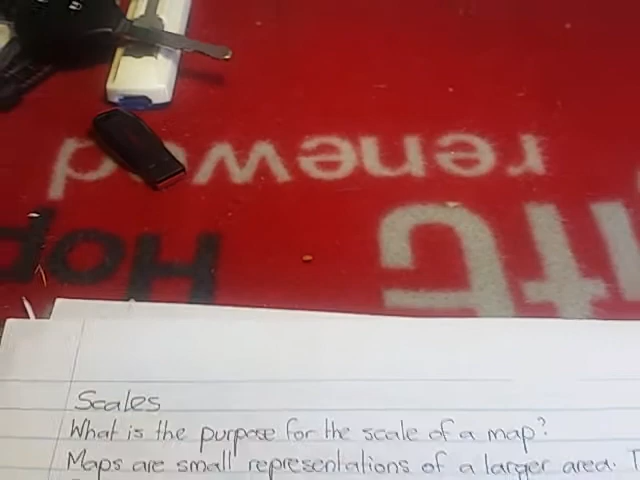 renewed
Hop
Scales
What is the purpose for the scale of a map?
Maps are small representations of a larger area.